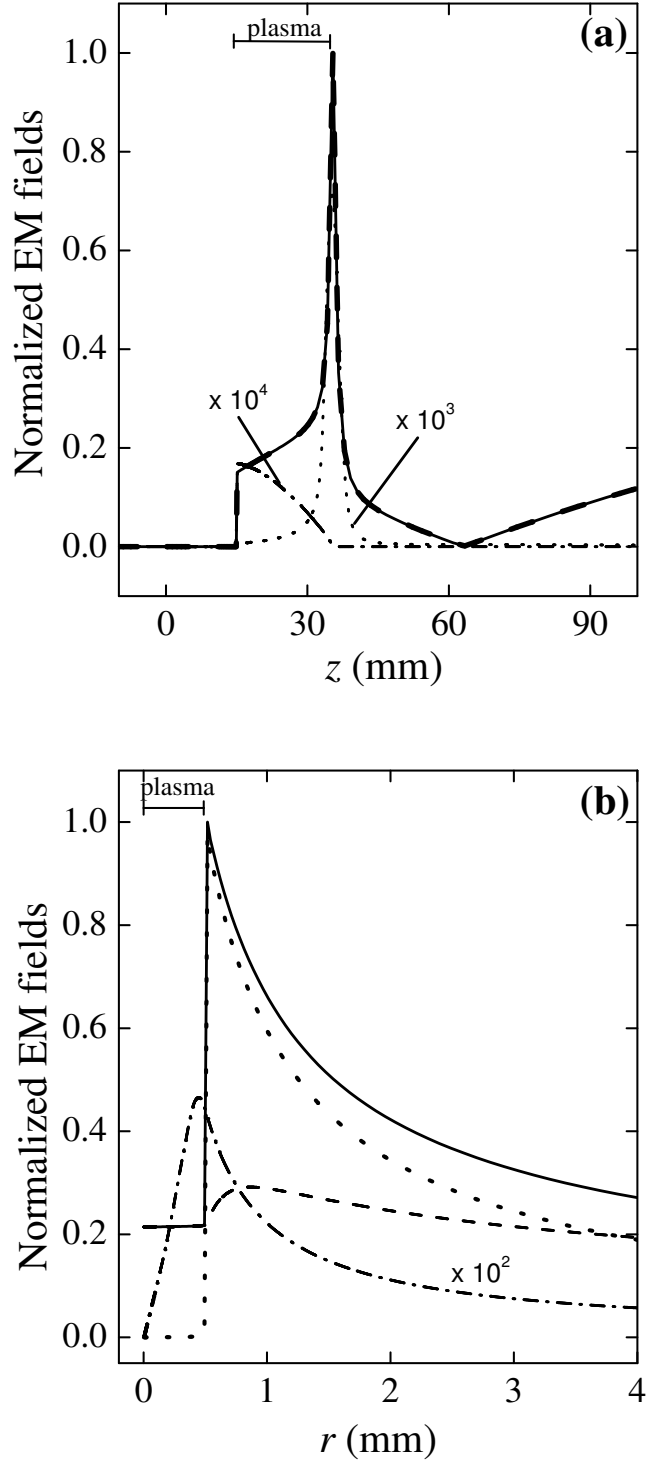 plasma
(a)
1.0
0.8
0.6
0.4
0.2
0.0
x 10⁴
x 10³
Normalized EM fields
0 30 60 90
z (mm)
plasma
(b)
1.0
0.8
0.6
0.4
0.2
0.0
x 10²
Normalized EM fields
0 1 2 3 4
r (mm)